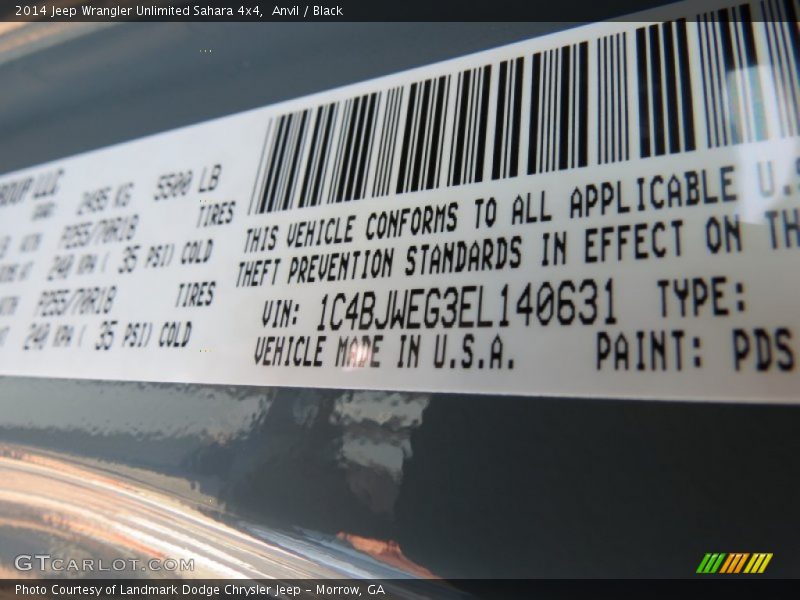 2014 Jeep Wrangler Unlimited Sahara 4x4,  Anvil / Black
GROUP LLC
2495 KG 5500 LB
P255/70R18 TIRES
240 KPA ( 35 PSI) COLD
P255/70R18 TIRES
240 KPA ( 35 PSI) COLD
THIS VEHICLE CONFORMS TO ALL APPLICABLE U.S
THEFT PREVENTION STANDARDS IN EFFECT ON TH
VIN: 1C4BJWEG3EL140631 TYPE:
VEHICLE MADE IN U.S.A. PAINT: PDS
GTCARLOT.COM
Photo Courtesy of Landmark Dodge Chrysler Jeep – Morrow, GA